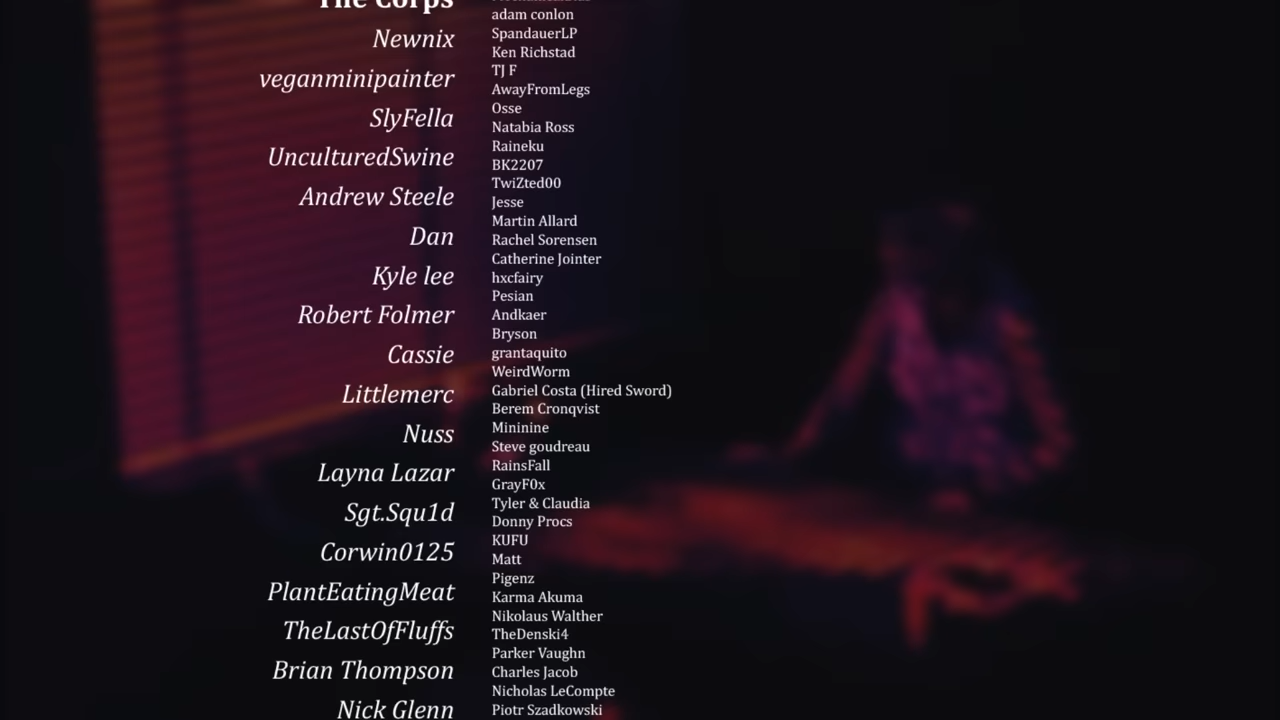 The Corps
Newnix
veganminipainter
SlyFella
UnculturedSwine
Andrew Steele
Dan
Kyle lee
Robert Folmer
Cassie
Littlemerc
Nuss
Layna Lazar
Sgt.Squ1d
Corwin0125
PlantEatingMeat
TheLastOfFluffs
Brian Thompson
Nick Glenn
adam conlon
SpandauerLP
Ken Richstad
TJ F
AwayFromLegs
Osse
Natabia Ross
Raineku
BK2207
TwiZted00
Jesse
Martin Allard
Rachel Sorensen
Catherine Jointer
hxcfairy
Pesian
Andkaer
Bryson
grantaquito
WeirdWorm
Gabriel Costa (Hired Sword)
Berem Cronqvist
Mininine
Steve goudreau
RainsFall
GrayF0x
Tyler & Claudia
Donny Procs
KUFU
Matt
Pigenz
Karma Akuma
Nikolaus Walther
TheDenski4
Parker Vaughn
Charles Jacob
Nicholas LeCompte
Piotr Szadkowski